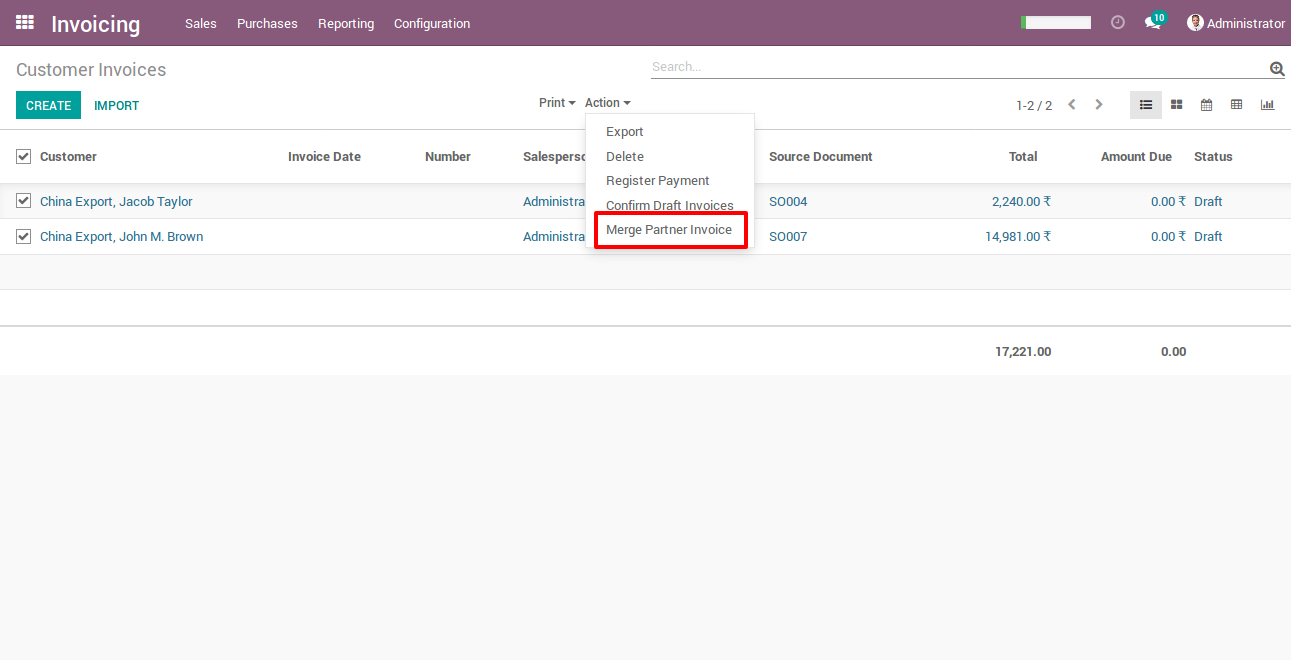 Invoicing Sales Purchases Reporting Configuration 10 Administrator
Customer Invoices Search...
CREATE IMPORT Print Action 1-2 / 2
Export
Delete
Register Payment
Confirm Draft Invoices
Merge Partner Invoice
Customer Invoice Date Number Salesperso Source Document Total Amount Due Status
China Export, Jacob Taylor Administra SO004 2,240.00 ₹ 0.00 ₹ Draft
China Export, John M. Brown Administra SO007 14,981.00 ₹ 0.00 ₹ Draft
17,221.00 0.00